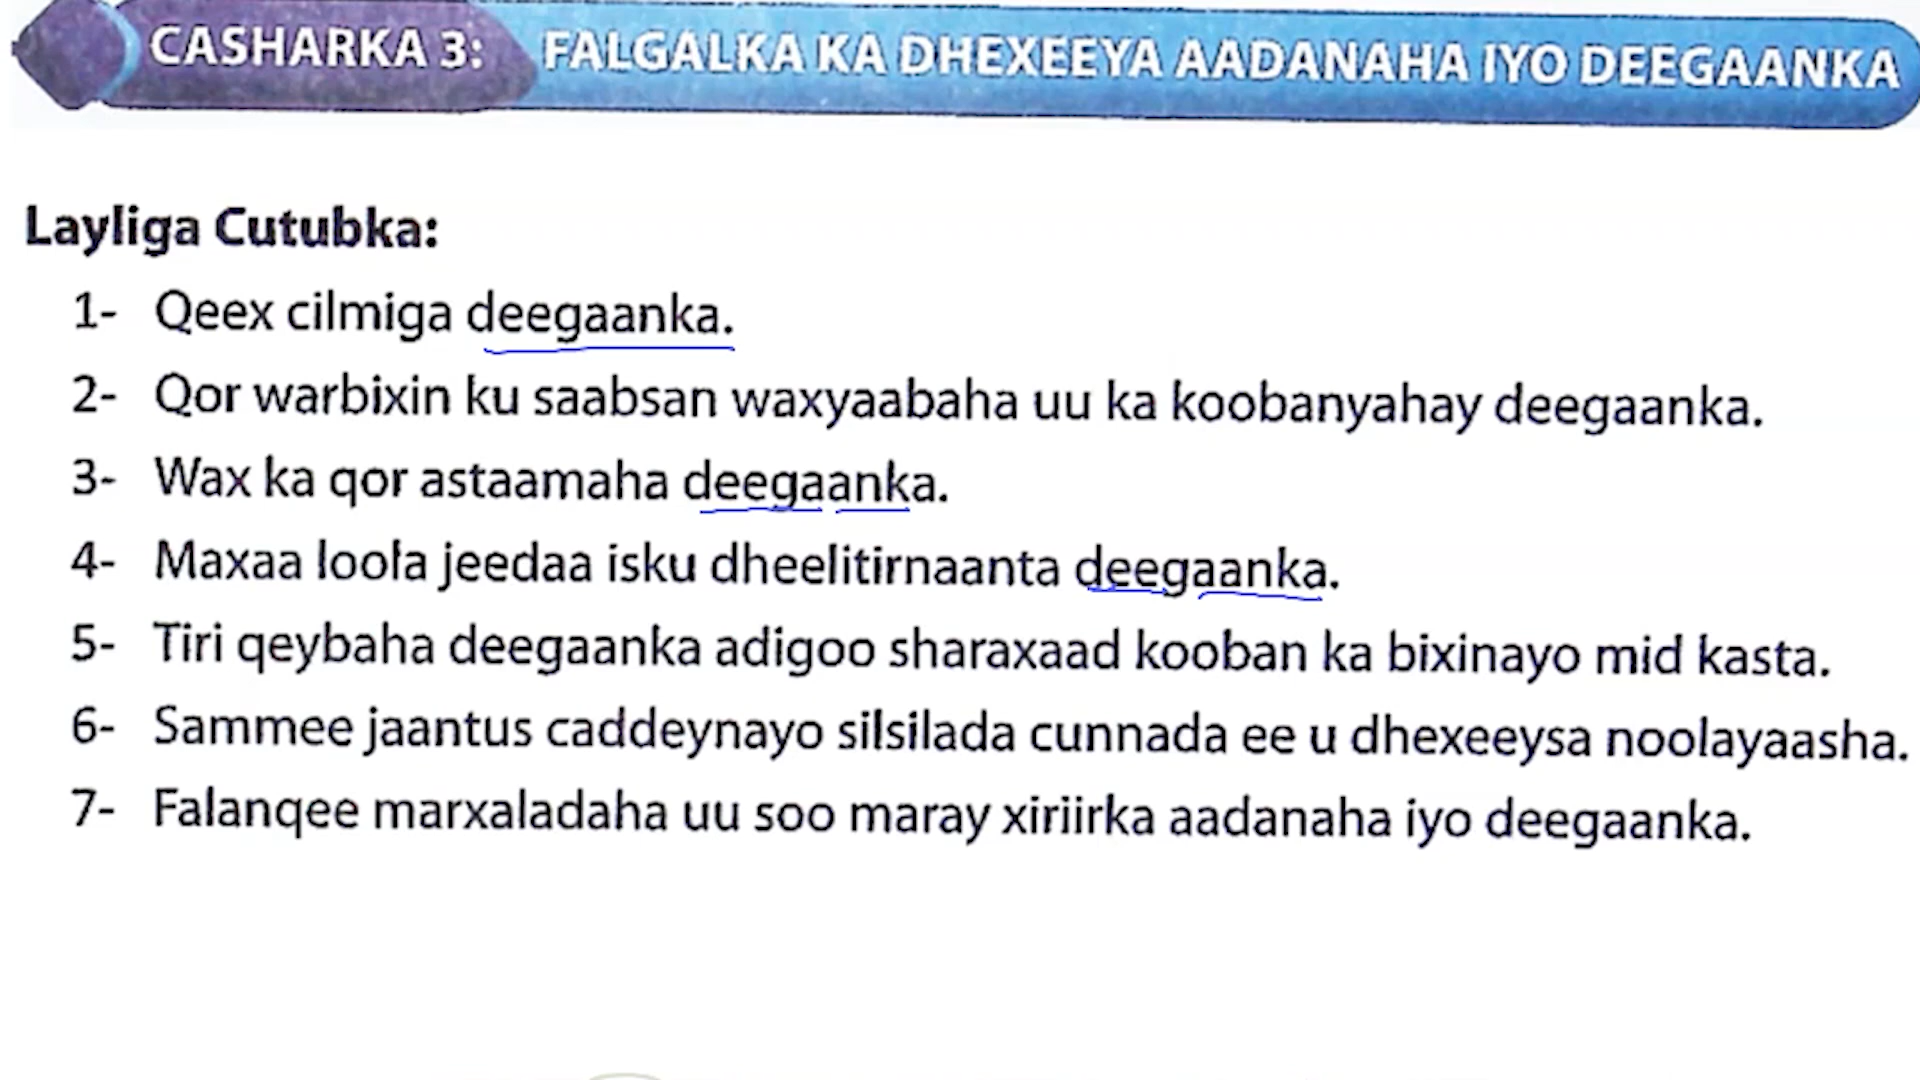 CASHARKA 3: FALGALKA KA DHEXEEYA AADANAHA IYO DEEGAANKA
Layliga Cutubka:
1- Qeex cilmiga deegaanka.
2- Qor warbixin ku saabsan waxyaabaha uu ka koobanyahay deegaanka.
3- Wax ka qor astaamaha deegaanka.
4- Maxaa loola jeedaa isku dheelitirnaanta deegaanka.
5- Tiri qeybaha deegaanka adigoo sharaxaad kooban ka bixinayo mid kasta.
6- Sammee jaantus caddeynayo silsilada cunnada ee u dhexeeysa noolayaasha.
7- Falanqee marxaladaha uu soo maray xiriirka aadanaha iyo deegaanka.